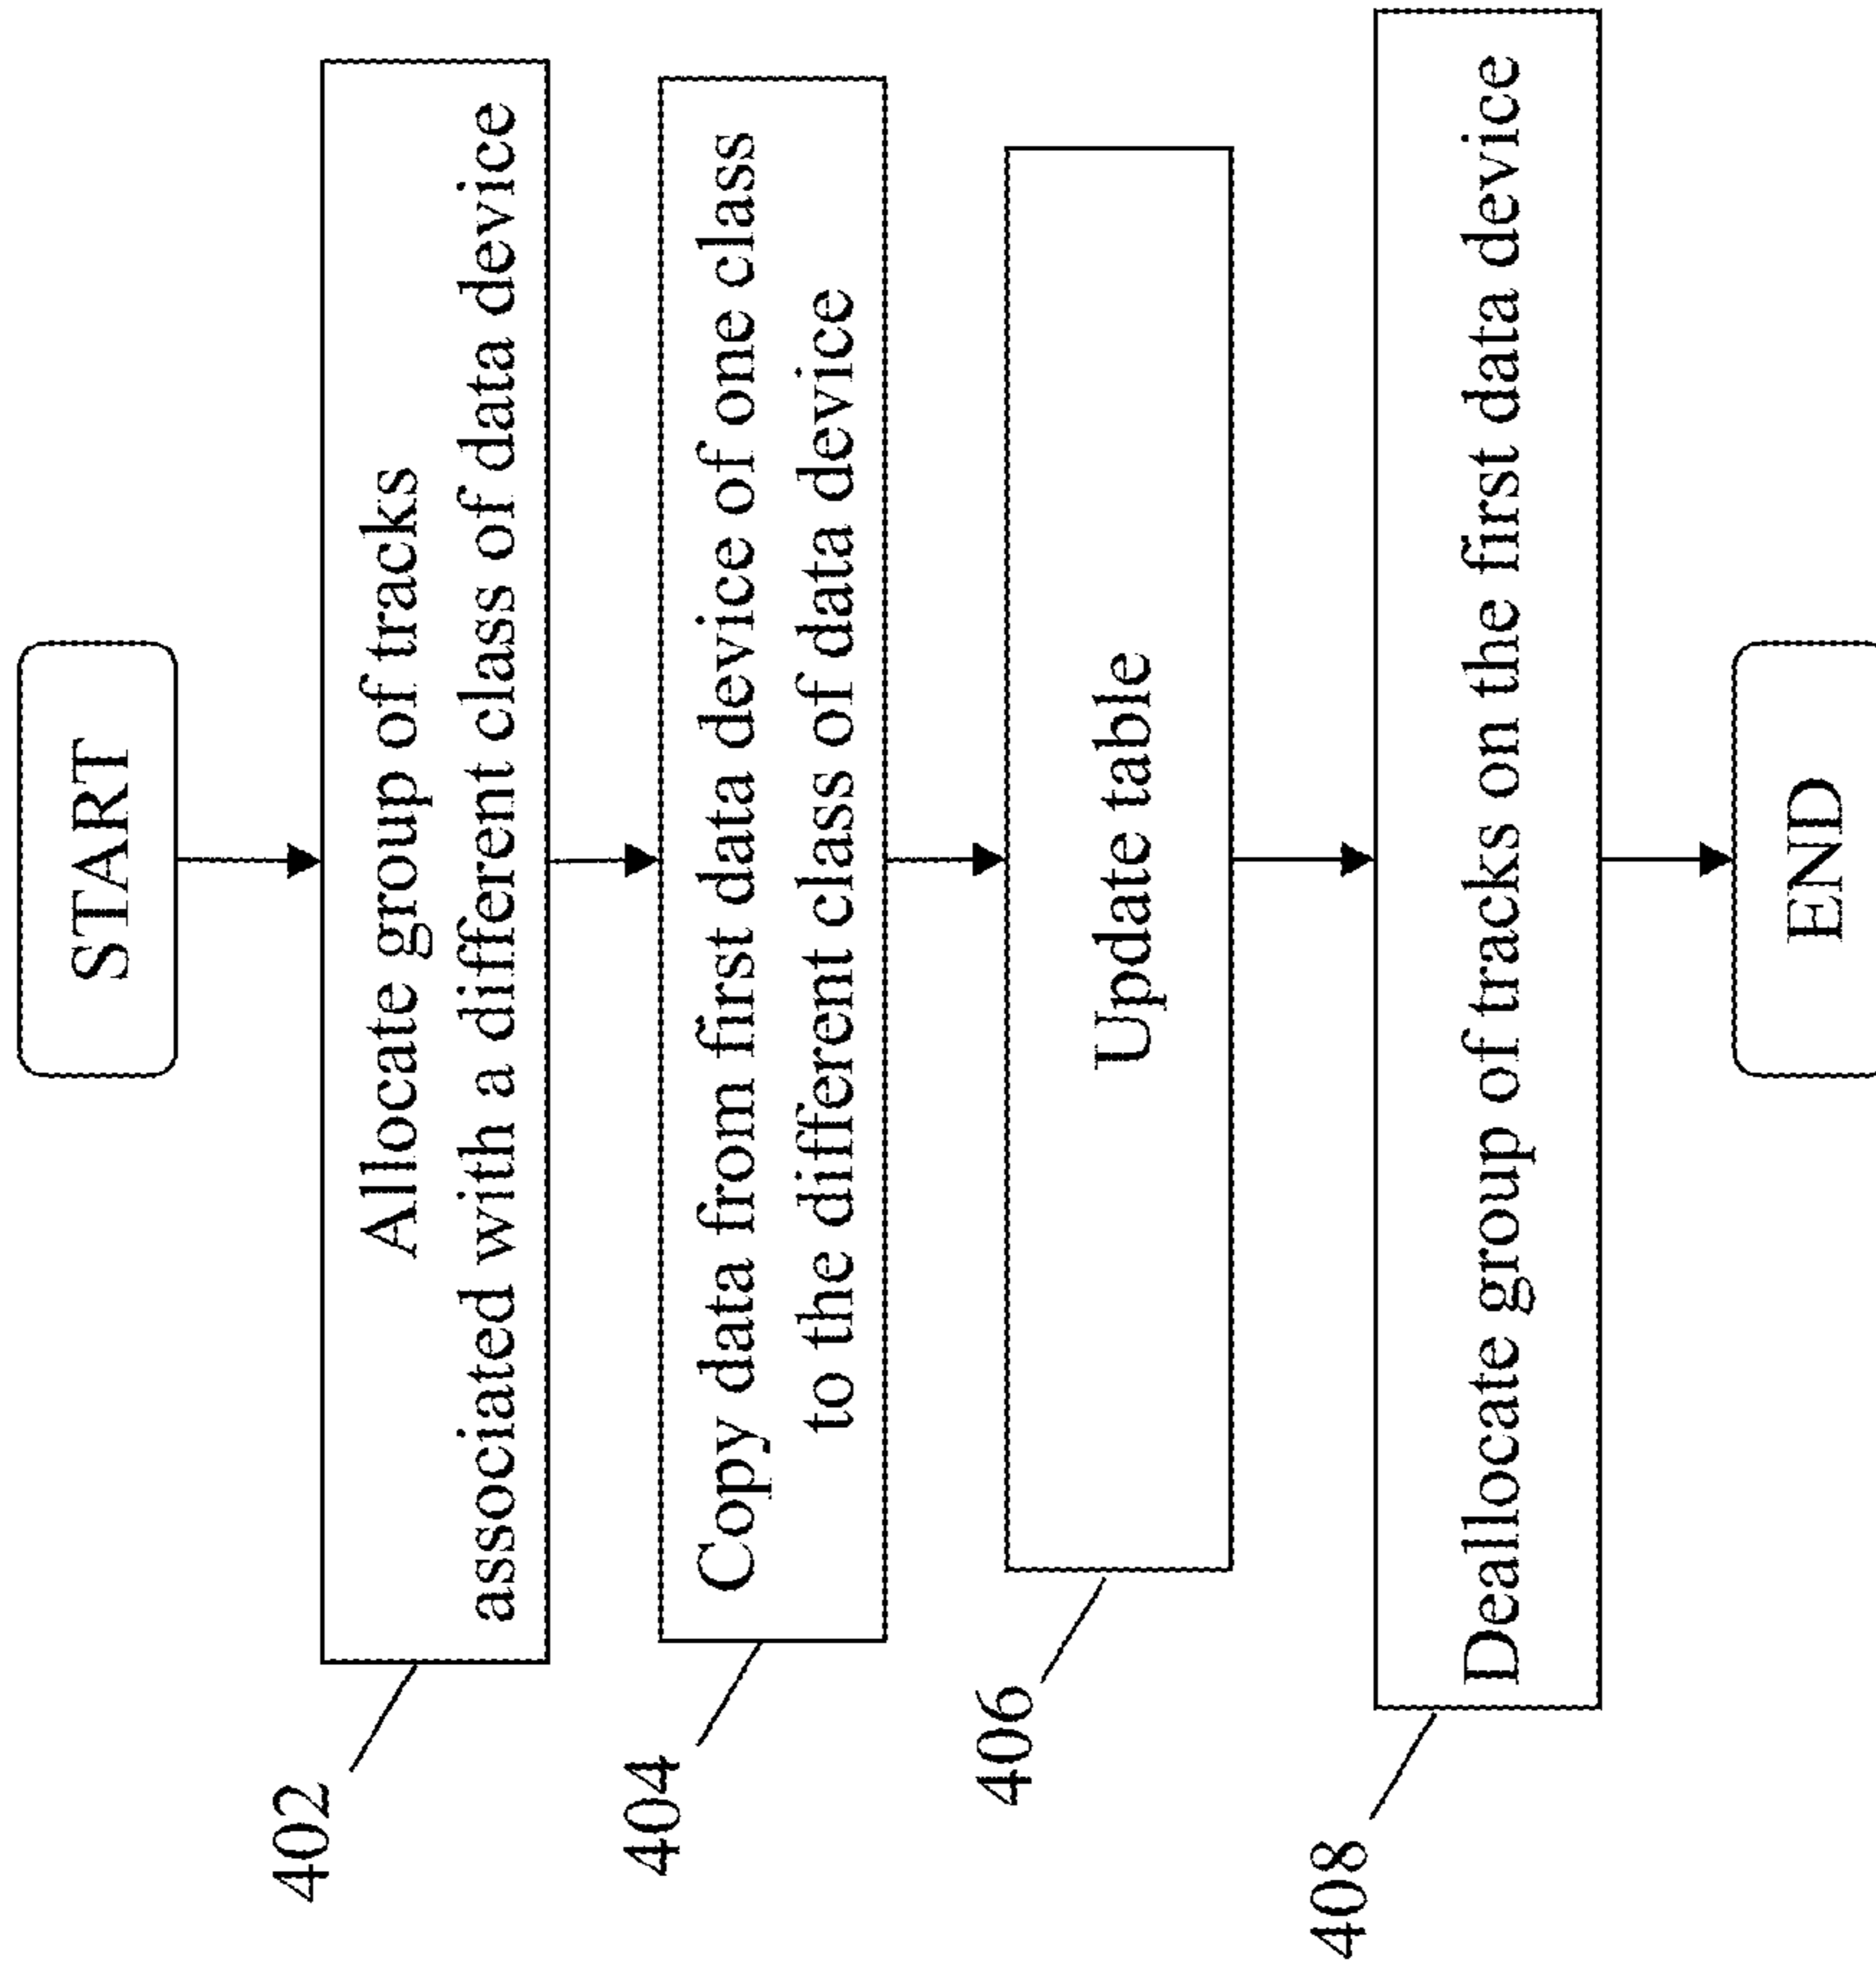 START
402
Allocate group of tracks
associated with a different class of data device
404
Copy data from first data device of one class
to the different class of data device
406
Update table
408
Deallocate group of tracks on the first data device
END